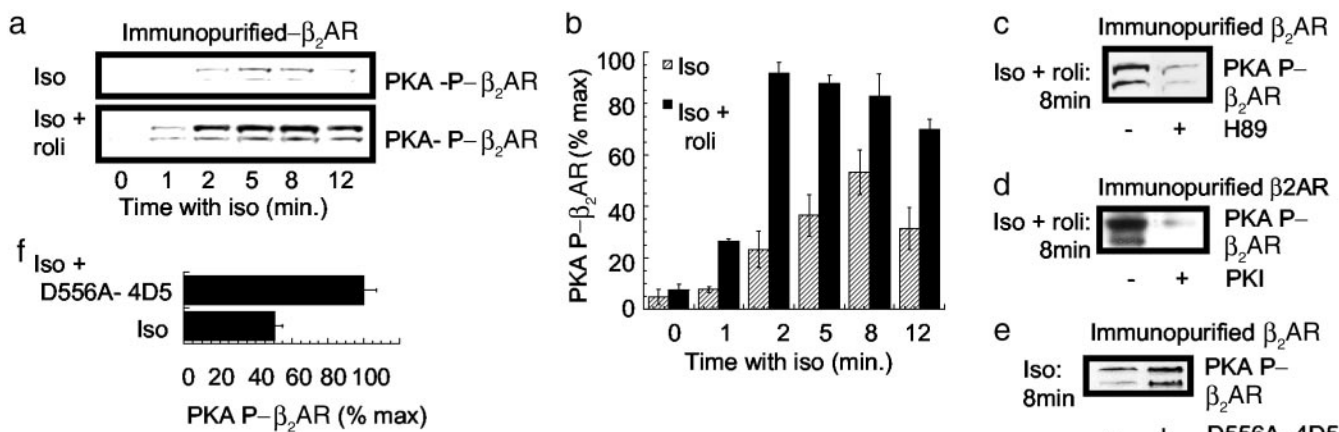 a
Immunopurified–β₂AR
Iso
PKA -P–β₂AR
Iso +
roli
PKA- P–β₂AR
0 1 2 5 8 12
Time with iso (min.)
f
Iso +
D556A- 4D5
Iso
0 20 40 60 80 100
PKA P–β₂AR (% max)
b
PKA P–β₂AR (% max)
100
80
60
40
20
0
Iso
Iso +
roli
0 1 2 5 8 12
Time with iso (min.)
c
Immunopurified β₂AR
Iso + roli:
8min
PKA P–
β₂AR
- + H89
d
Immunopurified β2AR
Iso + roli:
8min
PKA P–
β₂AR
- + PKI
e
Immunopurified β₂AR
Iso:
8min
PKA P–
β₂AR
- + D556A- 4D5